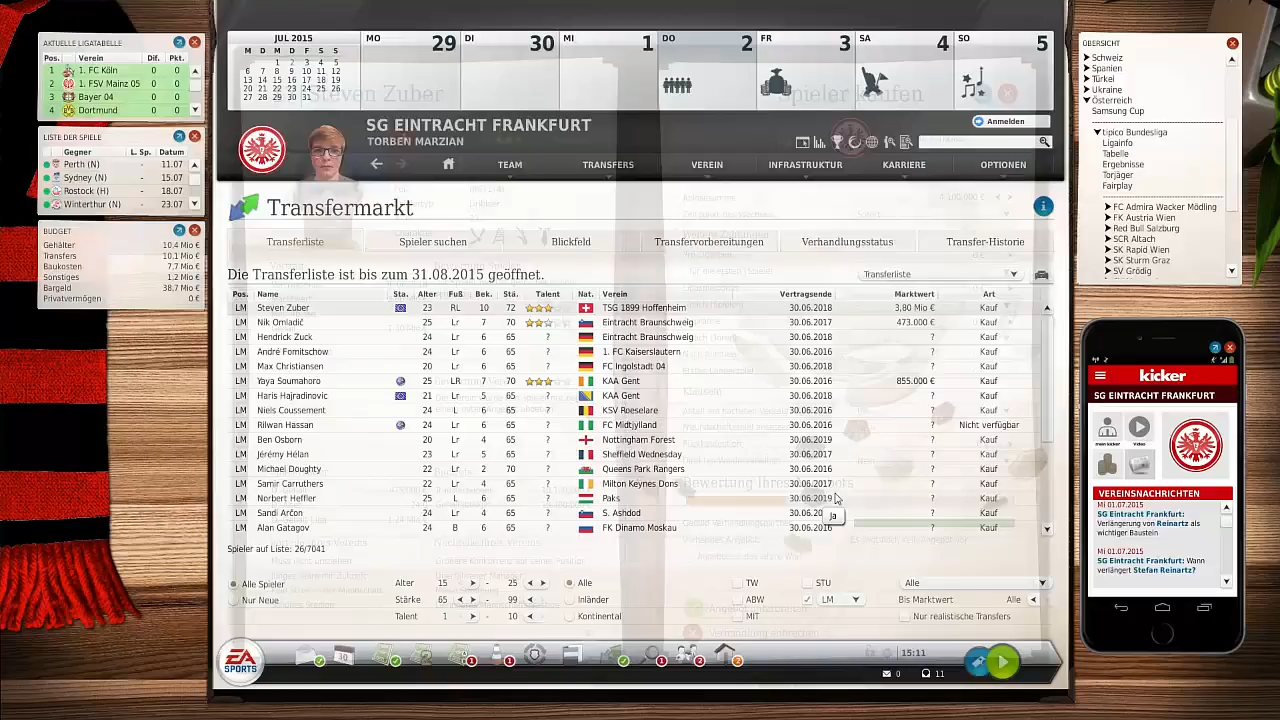 AKTUELLE LIGATABELLE
Pos. Verein Dif. Pkt.
1 1. FC Köln 0 0
2 1. FSV Mainz 05 0 0
3 Bayer 04 0 0
4 Dortmund 0 0
LISTE DER SPIELE
Gegner L. Sp. Datum
Perth (N) - 11.07
Sydney (N) - 15.07
Rostock (H) - 18.07
Winterthur (N) - 23.07
BUDGET
Gehälter 10.4 Mio €
Transfers 10.1 Mio €
Baukosten 7.7 Mio €
Sonstiges 1.2 Mio €
Bargeld 38.7 Mio €
Privatvermögen 0 €
JUL 2015
M D M D F S S
1 2 3 4 5
6 7 8 9 10 11 12
13 14 15 16 17 18 19
20 21 22 23 24 25 26
27 28 29 30 31
MO 29 DI 30 MI 1 DO 2 FR 3 SA 4 SO 5
Steven Zuber
Spieler kaufen
Anmelden
SG EINTRACHT FRANKFURT
TORBEN MARZIAN
TEAM TRANSFERS VEREIN INFRASTRUKTUR KARRIERE OPTIONEN
Transfermarkt
Transferliste Spieler suchen Blickfeld Transfervorbereitungen Verhandlungsstatus Transfer-Historie
Die Transferliste ist bis zum 31.08.2015 geöffnet.
Transferliste
Pos. Name Sta. Alter Fuß Bek. Stä. Talent Nat. Verein Vertragsende Marktwert Art
LM Steven Zuber 23 RL 10 72 TSG 1899 Hoffenheim 30.06.2018 3,80 Mio € Kauf
LM Nik Omladič 25 Lr 7 70 Eintracht Braunschweig 30.06.2017 473.000 € Kauf
LM Hendrick Zuck 24 Lr 6 65 ? Eintracht Braunschweig 30.06.2018 ? Kauf
LM André Fomitschow 24 Lr 6 65 ? 1. FC Kaiserslautern 30.06.2016 ? Kauf
LM Max Christiansen 20 Lr 6 65 ? FC Ingolstadt 04 30.06.2018 ? Kauf
LM Yaya Soumahoro 25 LR 7 70 KAA Gent 30.06.2016 855.000 € Kauf
LM Haris Hajradinovic 21 Lr 5 65 ? KAA Gent 30.06.2018 ? Kauf
LM Niels Coussement 24 L 6 65 ? KSV Roeselare 30.06.2016 ? Kauf
LM Rilwan Hassan 24 Lr 6 65 ? FC Midtjylland 30.06.2016 ? Nicht verfügbar
LM Ben Osborn 20 Lr 4 65 ? Nottingham Forest 30.06.2017 ? Kauf
LM Jérémy Hélan 23 Lr 5 65 ? Sheffield Wednesday 30.06.2017 ? Kauf
LM Michael Doughty 22 Lr 2 70 ? Queens Park Rangers 30.06.2016 ? Kauf
LM Samir Carruthers 22 Lr 4 65 ? Milton Keynes Dons 30.06.2017 ? Kauf
LM Norbert Heffler 25 L 6 65 ? Paks 30.06.2019 ? Kauf
LM Sandi Arčon 24 Lr 4 65 ? S. Ashdod 30.06.20 ? Kauf
Ja
LM Alan Gatagov 24 B 6 65 ? FK Dinamo Moskau 30.06.2016 ? Kauf
Bewertung Ihres
Spieler auf Liste: 26/7041
Alle Spieler Alter 15 - 25 Alle TW STU Alle
Nur Neue Stärke 65 - 99 Inländer ABW LM Bis Marktwert Alle
Talent 1 - 10 Kontinental MIT Nur realistische Transfers
EA SPORTS
15:11
0 11
ÜBERSICHT
Schweiz
Spanien
Türkei
Ukraine
Österreich
Samsung Cup
tipico Bundesliga
Ligainfo
Tabelle
Ergebnisse
Torjäger
Fairplay
FC Admira Wacker Mödling
FK Austria Wien
Red Bull Salzburg
SCR Altach
SK Rapid Wien
SK Sturm Graz
SV Grödig
kicker
SG EINTRACHT FRANKFURT
mein kicker Video
VEREINSNACHRICHTEN
Mi 01.07.2015
SG Eintracht Frankfurt:
Verlängerung von Reinartz als
wichtiger Baustein
Mi 01.07.2015
SG Eintracht Frankfurt: Wann
verlängert Stefan Reinartz?